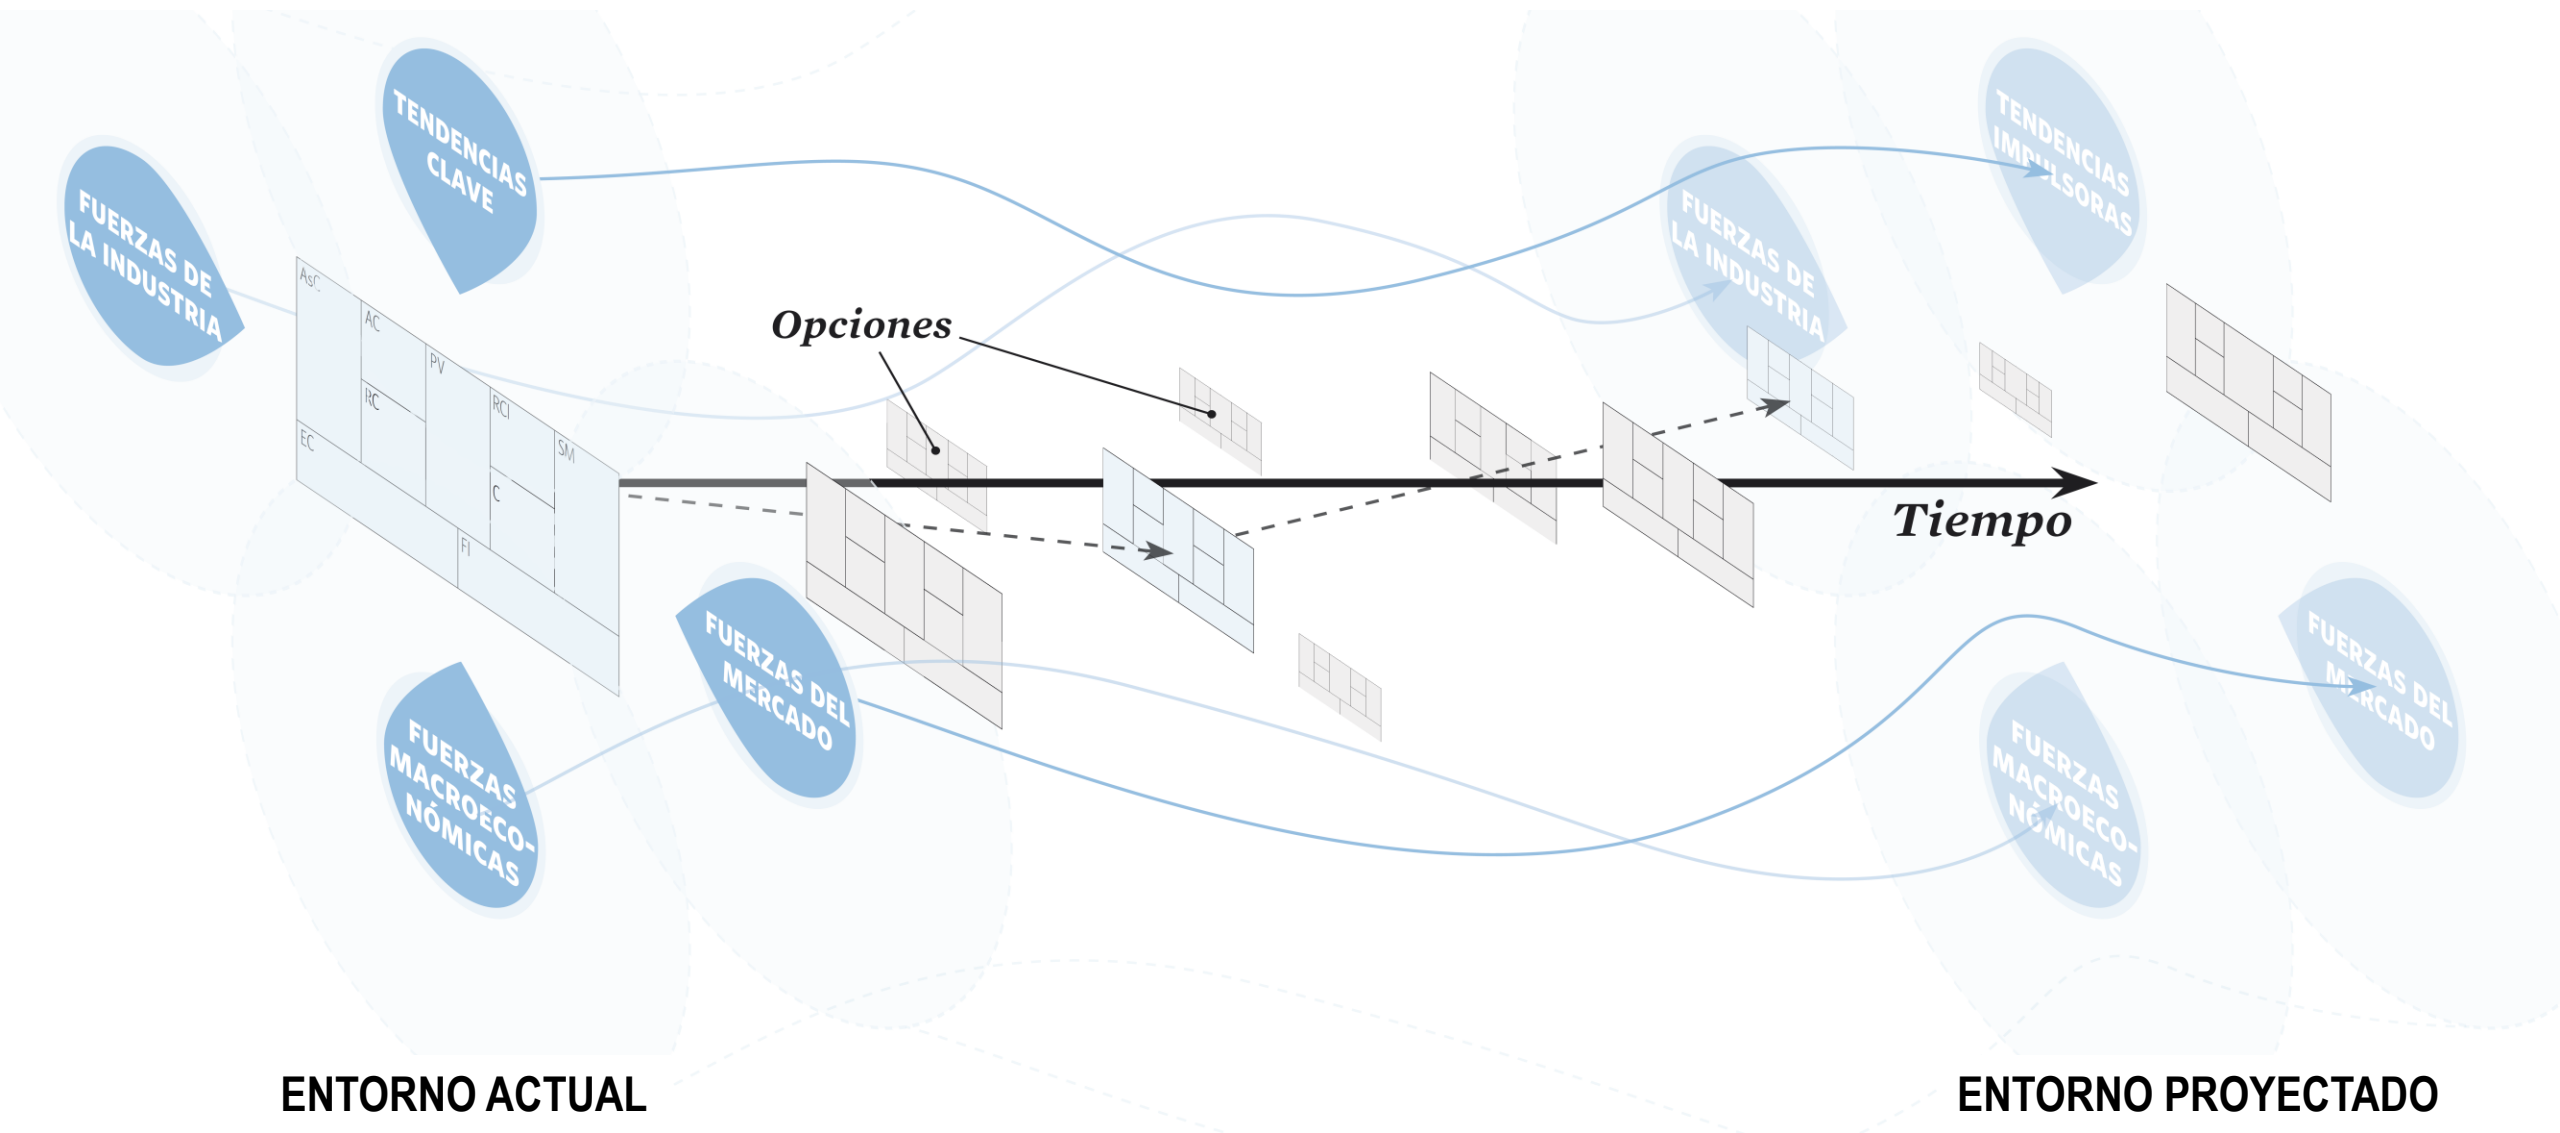 TENDENCIAS
CLAVE
FUERZAS DE
LA INDUSTRIA
AsC
AC
PV
RC
RCI
SM
EC
C
FI
FUERZAS
MACROECO-
NÓMICAS
FUERZAS DEL
MERCADO
Opciones
Tiempo
TENDENCIAS
IMPULSORAS
FUERZAS DE
LA INDUSTRIA
FUERZAS DEL
MERCADO
FUERZAS
MACROECO-
NÓMICAS
ENTORNO ACTUAL
ENTORNO PROYECTADO